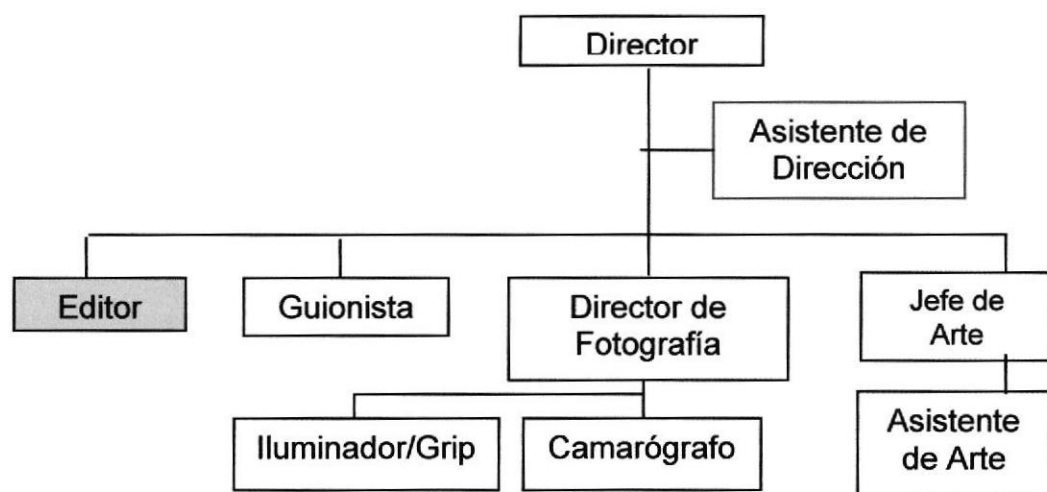 Director
Asistente de
Dirección
Editor
Guionista
Director de
Fotografía
Jefe de
Arte
Iluminador/Grip
Camarógrafo
Asistente
de Arte